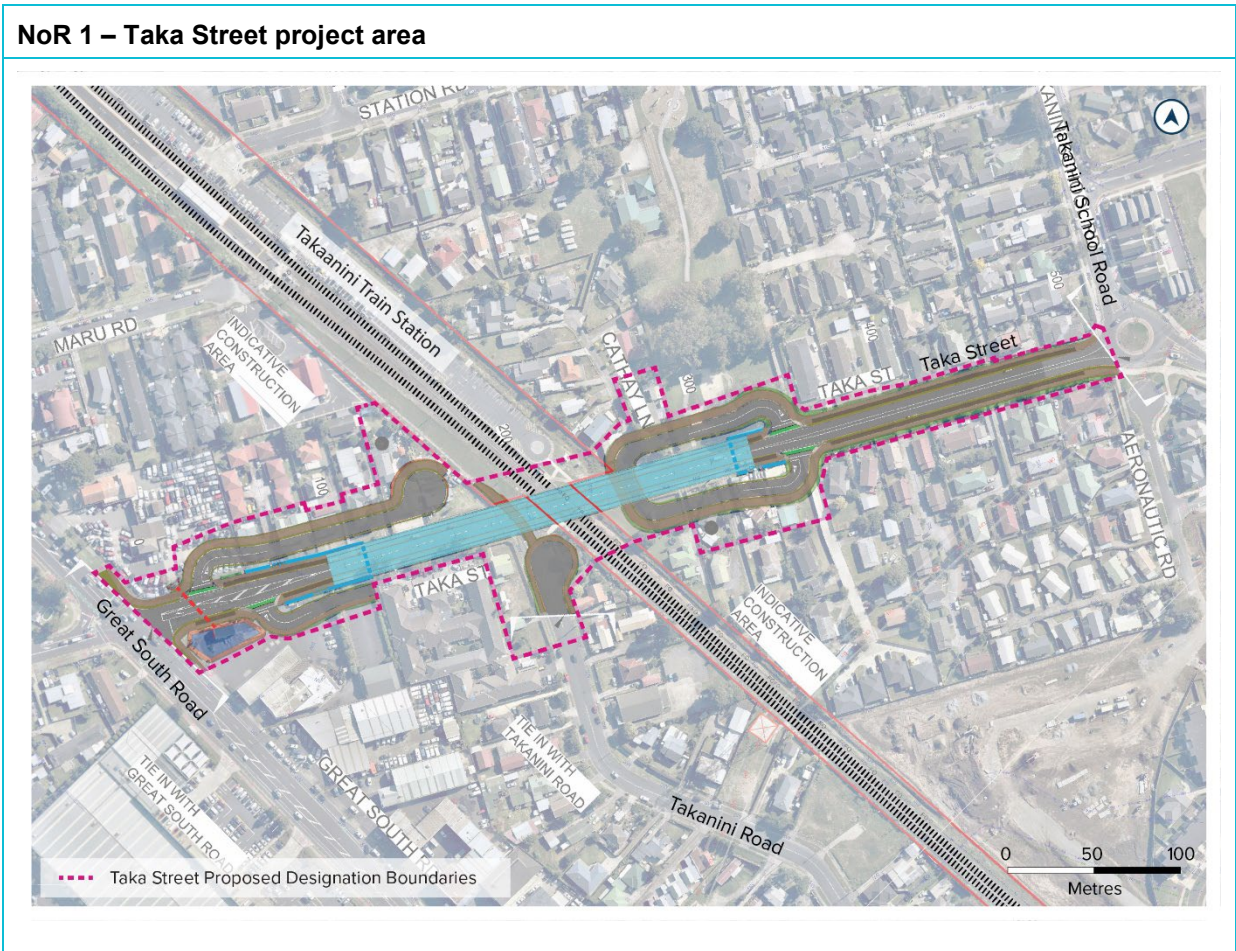 NoR 1 – Taka Street project area
STATION RD
Takanini School Road
Takaanini Train Station
MARU RD
INDICATIVE
CONSTRUCTION
AREA
CATHAY LN
500
400
Taka Street
TAKA ST
300
200
100
0
AERONAUTIC RD
TAKA ST
Great South Road
INDICATIVE
CONSTRUCTION
AREA
TIE IN WITH
GREAT SOUTH ROAD
GREAT SOUTH
TIE IN WITH
TAKANINI ROAD
Takanini Road
0 50 100
Metres
Taka Street Proposed Designation Boundaries